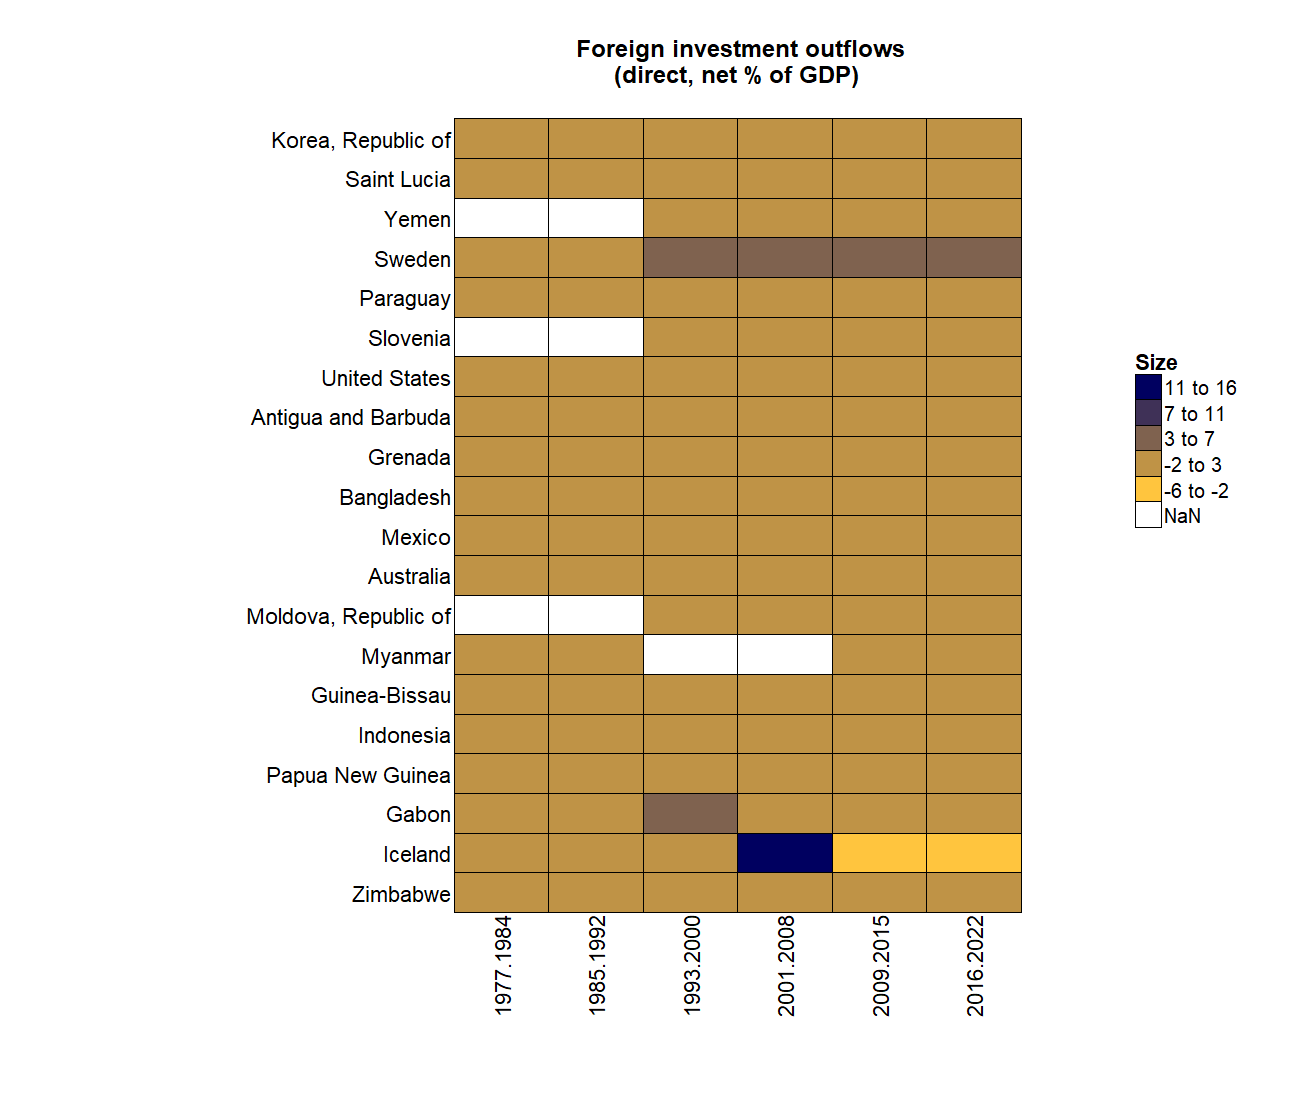 Foreign investment outflows
(direct, net % of GDP)
Korea, Republic of
Saint Lucia
Yemen
Sweden
Paraguay
Slovenia
United States
Antigua and Barbuda
Grenada
Bangladesh
Mexico
Australia
Moldova, Republic of
Myanmar
Guinea-Bissau
Indonesia
Papua New Guinea
Gabon
Iceland
Zimbabwe
1977.1984
1985.1992
1993.2000
2001.2008
2009.2015
2016.2022
Size
11 to 16
7 to 11
3 to 7
-2 to 3
-6 to -2
NaN